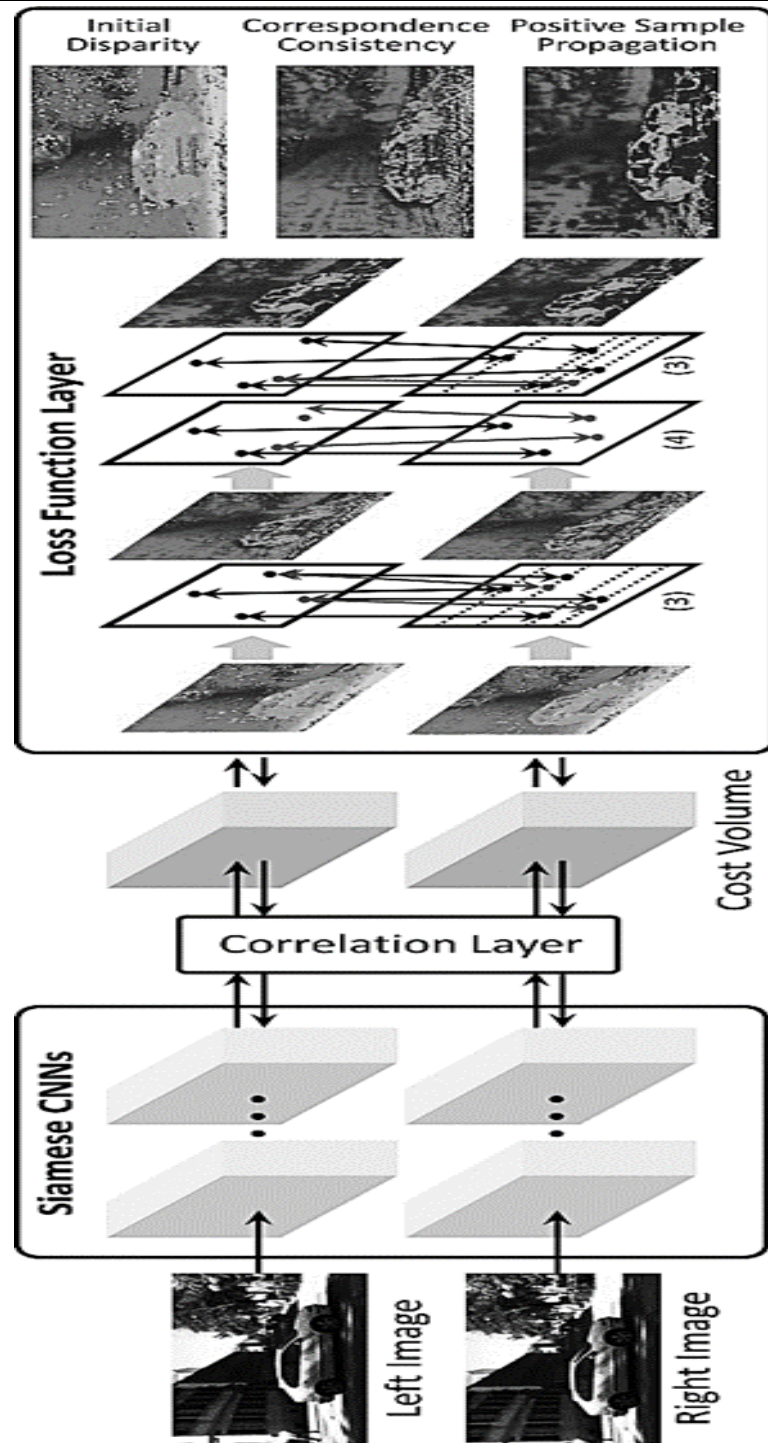 Initial
Disparity
Correspondence
Consistency
Positive Sample
Propagation
Loss Function Layer
(3)
(4)
(3)
Cost Volume
Correlation Layer
Siamese CNNs
Left Image
Right Image